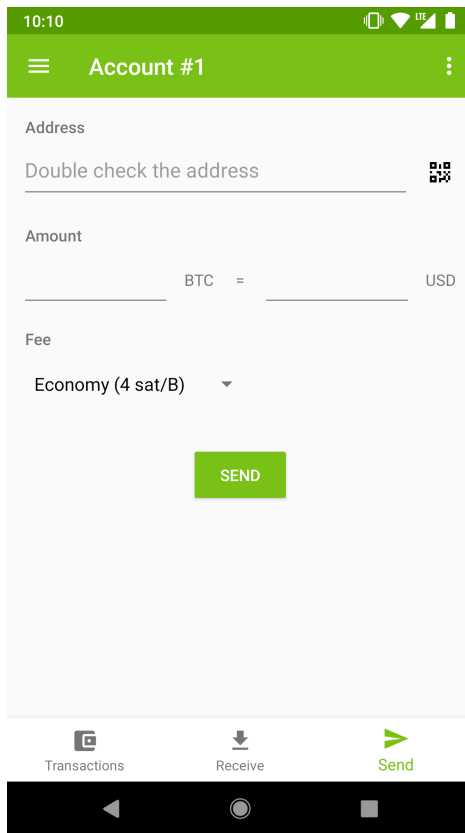 10:10
LTE
Account #1
Address
Double check the address
Amount
BTC = USD
Fee
Economy (4 sat/B)
SEND
Transactions Receive Send